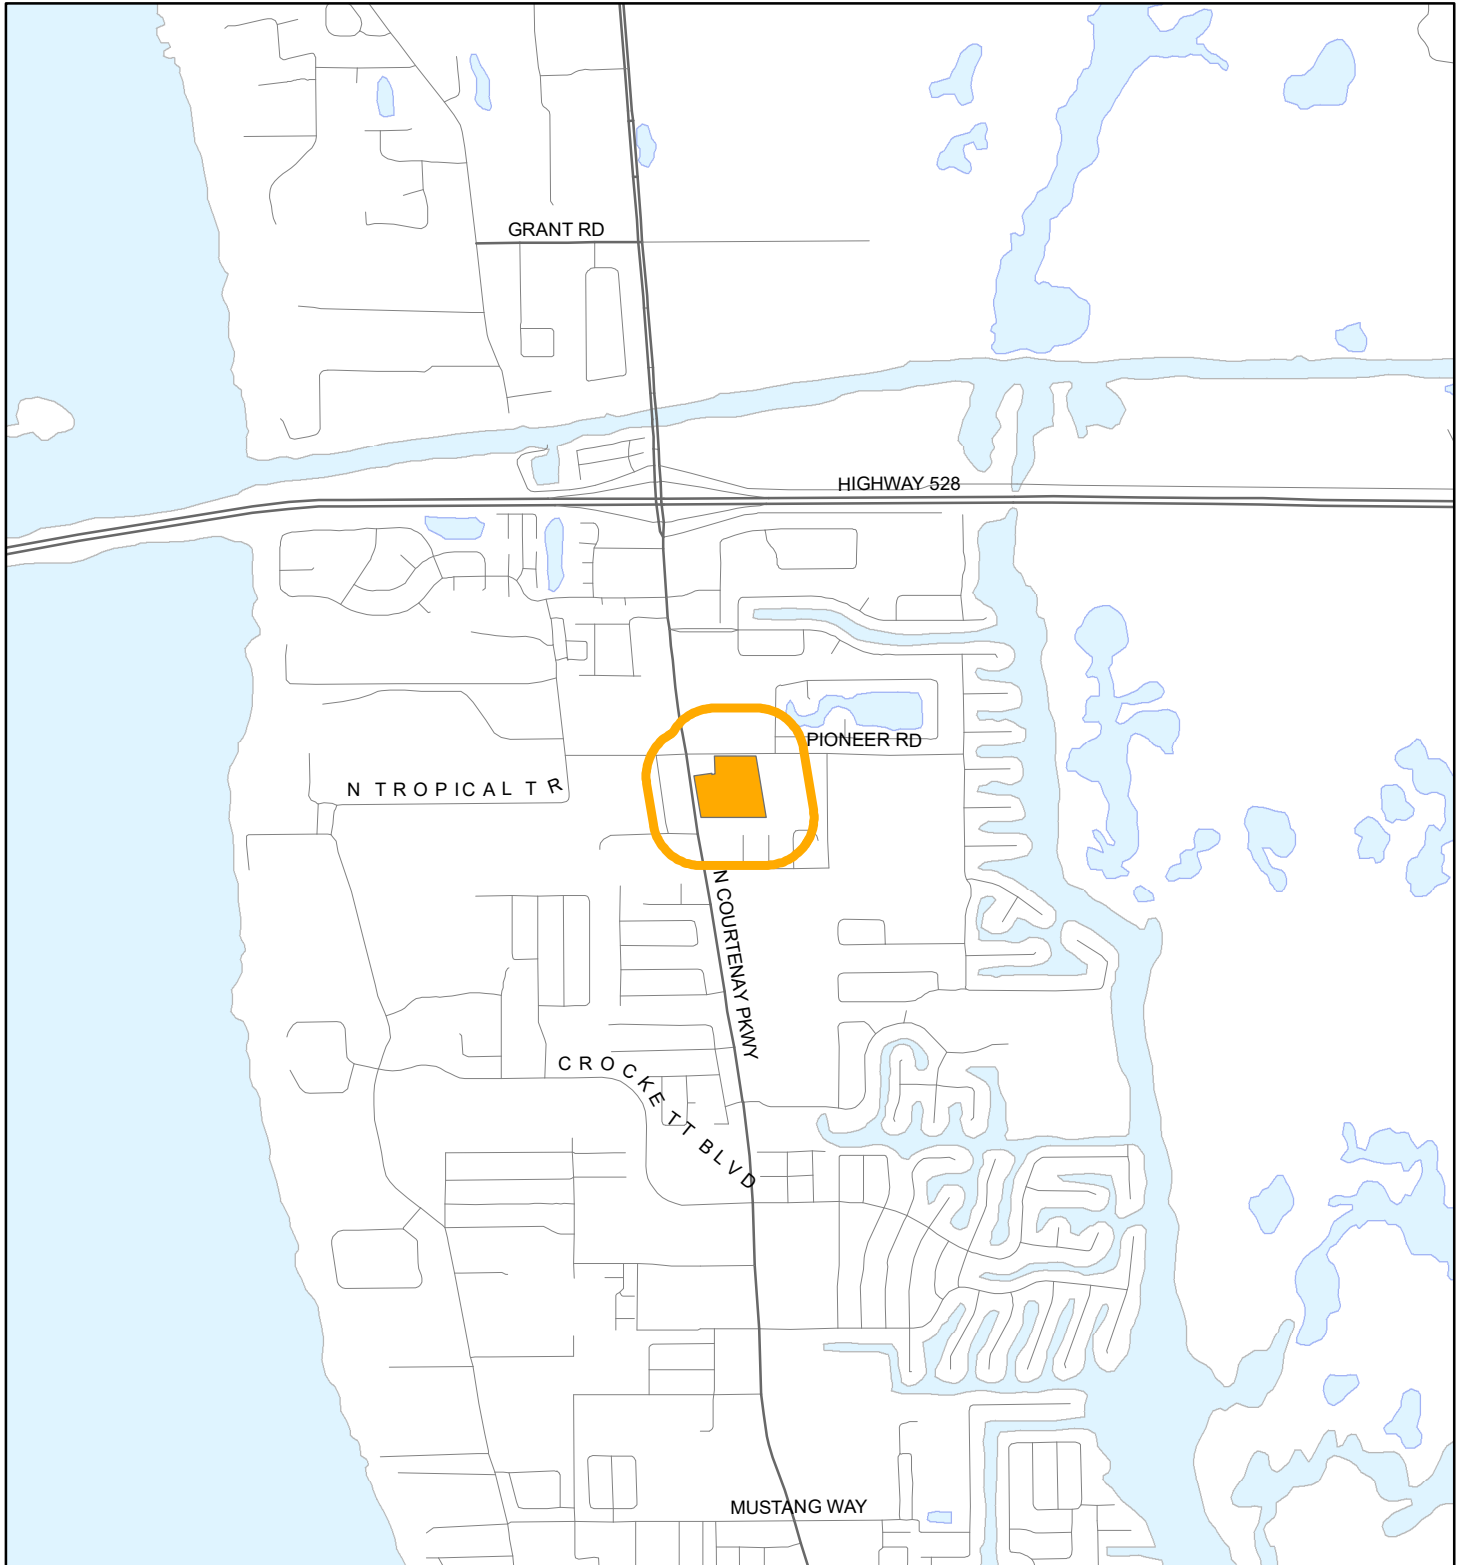 GRANT RD
HIGHWAY 528
PIONEER RD
N TROPICAL TR
N COURTENAY PKWY
CROCKETT BLVD
MUSTANG WAY